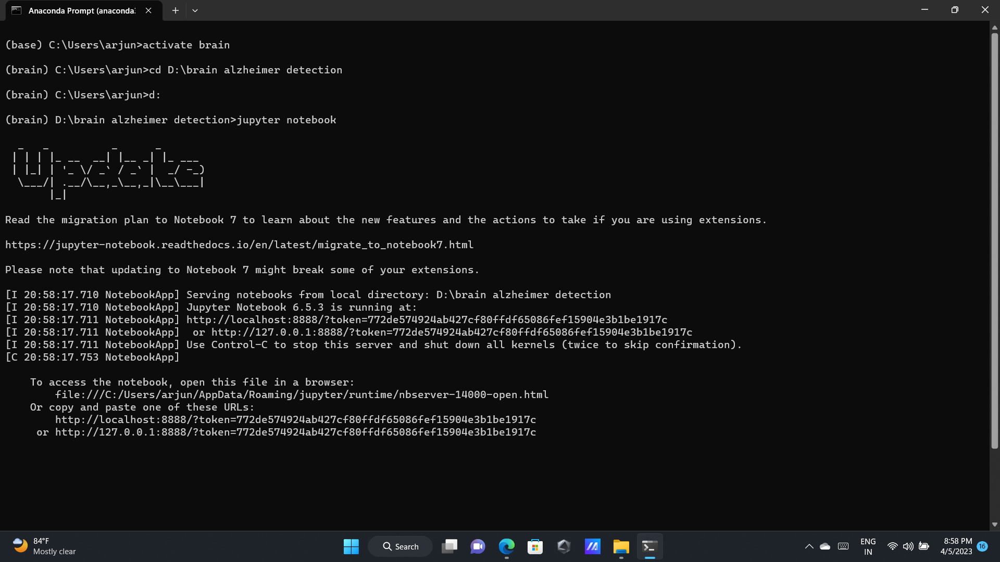 Anaconda Prompt (anaconda3
(base) C:\Users\arjun>activate brain
(brain) C:\Users\arjun>cd D:\brain alzheimer detection
(brain) C:\Users\arjun>d:
(brain) D:\brain alzheimer detection>jupyter notebook
  _   _          _      _
 | | | |_ __  __| |__ _| |_ ___
 | |_| | '_ \/ _` / _` |  _/ -_)
  \___/| .__/\__,_\__,_|\__\___|
       |_|
Read the migration plan to Notebook 7 to learn about the new features and the actions to take if you are using extensions.
https://jupyter-notebook.readthedocs.io/en/latest/migrate_to_notebook7.html
Please note that updating to Notebook 7 might break some of your extensions.
[I 20:58:17.710 NotebookApp] Serving notebooks from local directory: D:\brain alzheimer detection
[I 20:58:17.710 NotebookApp] Jupyter Notebook 6.5.3 is running at:
[I 20:58:17.711 NotebookApp] http://localhost:8888/?token=772de574924ab427cf80ffdf65086fef15904e3b1be1917c
[I 20:58:17.711 NotebookApp]  or http://127.0.0.1:8888/?token=772de574924ab427cf80ffdf65086fef15904e3b1be1917c
[I 20:58:17.711 NotebookApp] Use Control-C to stop this server and shut down all kernels (twice to skip confirmation).
[C 20:58:17.753 NotebookApp]
    To access the notebook, open this file in a browser:
        file:///C:/Users/arjun/AppData/Roaming/jupyter/runtime/nbserver-14000-open.html
    Or copy and paste one of these URLs:
        http://localhost:8888/?token=772de574924ab427cf80ffdf65086fef15904e3b1be1917c
     or http://127.0.0.1:8888/?token=772de574924ab427cf80ffdf65086fef15904e3b1be1917c
84°F
Mostly clear
Search
ENG
IN
8:58 PM
4/5/2023
16